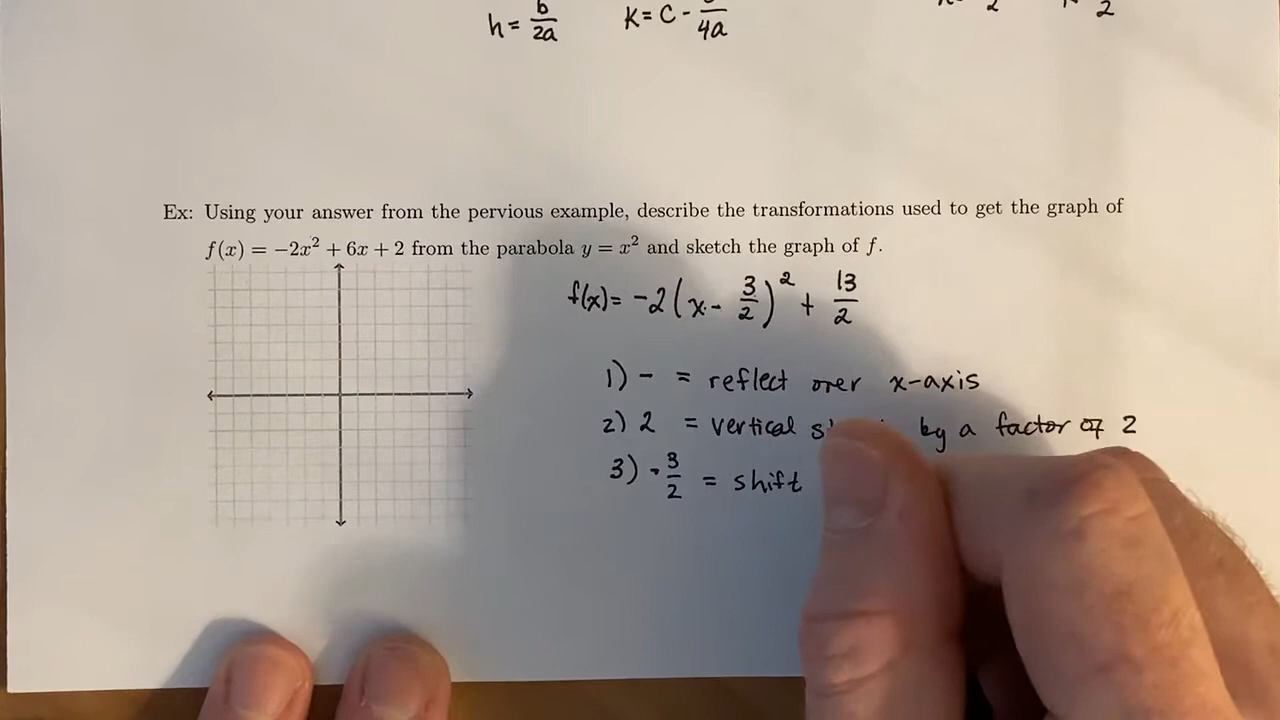 h = b/2a    K = C - /4a    2    2
Ex: Using your answer from the pervious example, describe the transformations used to get the graph of
f(x) = −2x² + 6x + 2 from the parabola y = x² and sketch the graph of f.
f(x) = -2(x - 3/2)² + 13/2
1) - = reflect over x-axis
2) 2 = vertical by a factor of 2
3) - 3/2 = shift